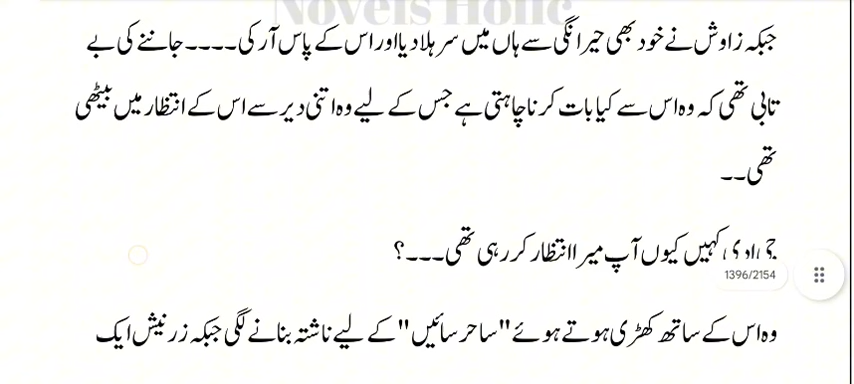 Novels Holic
جبکہ زاوش نے خود بھی حیرانگی سے ہاں میں سر ہلا دیا اور اس کے پاس آ رکی۔۔۔۔ جاننے کی بے
تابی تھی کہ وہ اس سے کیا بات کرنا چاہتی ہے جس کے لیے وہ اتنی دیر سے اس کے انتظار میں بیٹھی
تھی۔۔
جی ادی کہیں کیوں آپ میرا انتظار کر رہی تھی۔۔۔؟
1396/2154
وہ اس کے ساتھ کھڑی ہوتے ہوئے "ساحر سائیں" کے لیے ناشتہ بنانے لگی جبکہ زرنیش ایک